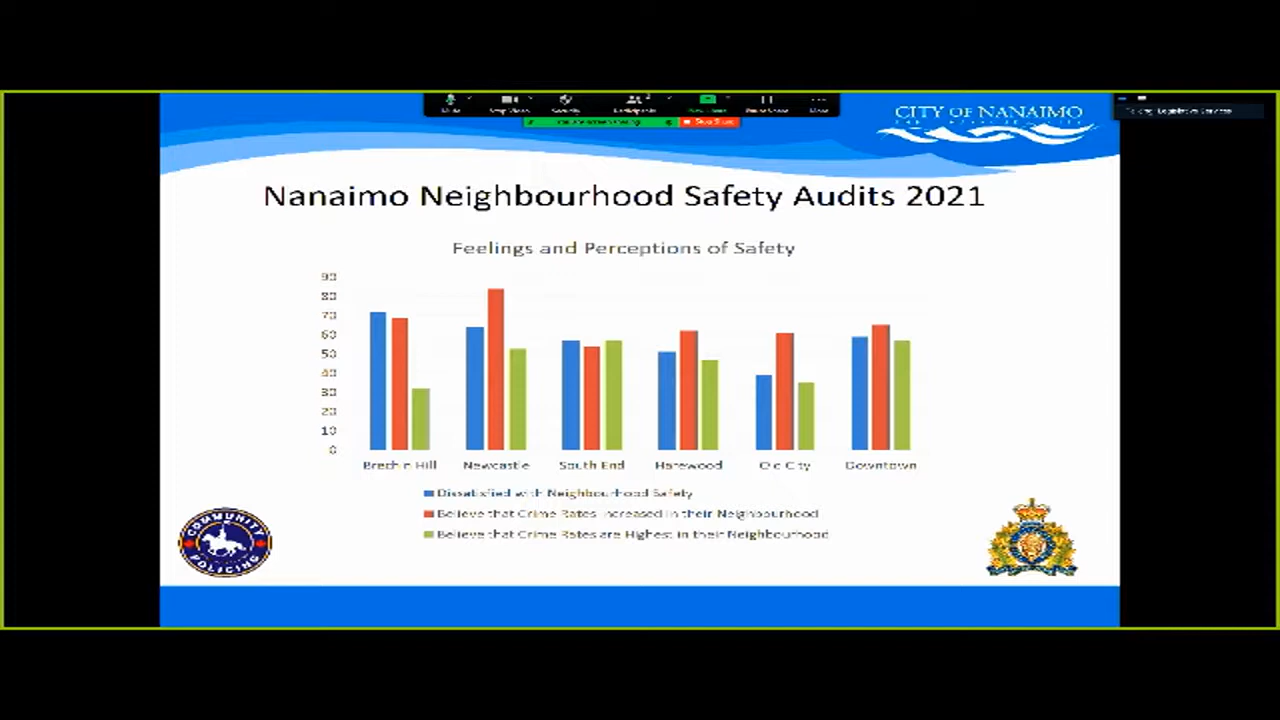 CITY OF NANAIMO
Nanaimo Neighbourhood Safety Audits 2021
Feelings and Perceptions of Safety
90
80
70
60
50
40
30
20
10
0
Brechin Hill Newcastle South End Harewood Old City Downtown
Dissatisfied with Neighbourhood Safety
Believe that Crime Rates Increased in their Neighbourhood
Believe that Crime Rates are Highest in their Neighbourhood
COMMUNITY
POLICING